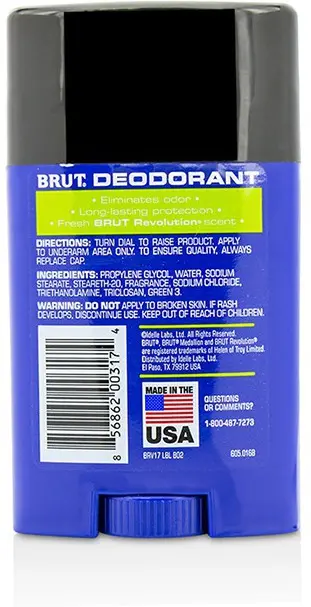 BRUT® DEODORANT
• Eliminates odor •
• Long-lasting protection •
• Fresh BRUT Revolution® scent •
DIRECTIONS: TURN DIAL TO RAISE PRODUCT. APPLY
TO UNDERARM AREA ONLY. TO ENSURE QUALITY, ALWAYS
REPLACE CAP.
INGREDIENTS: PROPYLENE GLYCOL, WATER, SODIUM
STEARATE, STEARETH-20, FRAGRANCE, SODIUM CHLORIDE,
TRIETHANOLAMINE, TRICLOSAN, GREEN 3.
WARNING: DO NOT APPLY TO BROKEN SKIN. IF RASH
DEVELOPS, DISCONTINUE USE. KEEP OUT OF REACH OF CHILDREN.
©Idelle Labs, Ltd. All Rights Reserved.
BRUT®, BRUT® Medallion and BRUT Revolution®
are registered trademarks of Helen of Troy Limited.
Distributed by Idelle Labs, Ltd.
El Paso, TX 79912 USA
8 56862 00317 4
MADE IN THE
USA
QUESTIONS
OR COMMENTS?
1-800-487-7273
BRV17 LBL B02
605.0168